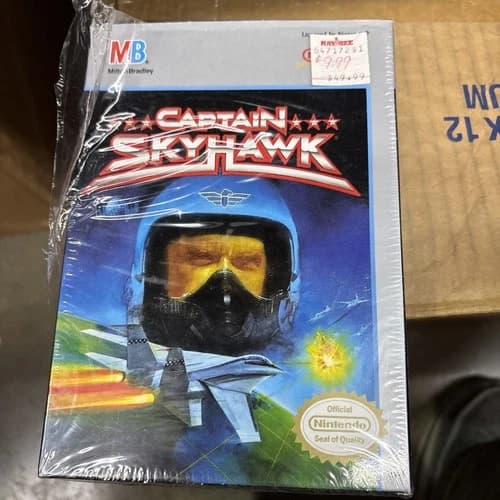 MB
Milton Bradley
Licensed by Nintendo
KAY-BEE
$9.99
$49.99
CAPTAIN
SKYHAWK
Official
Nintendo
Seal of Quality
X 12
UM